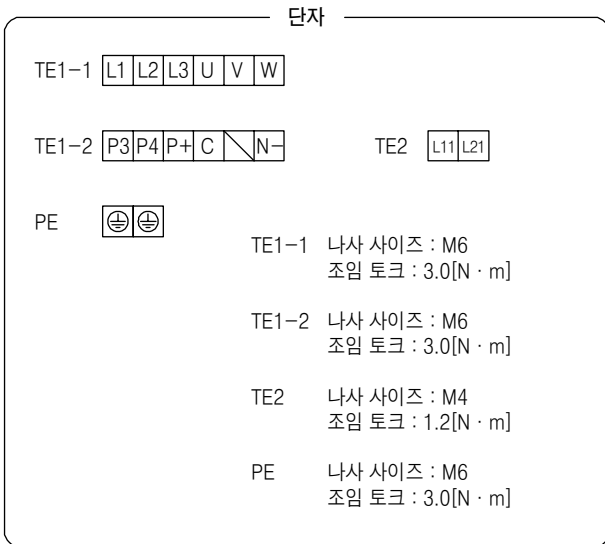 단자
TE1-1 L1 L2 L3 U V W
TE1-2 P3 P4 P+ C N-
TE2 L11 L21
PE
TE1-1 나사 사이즈 : M6
조임 토크 : 3.0[N · m]
TE1-2 나사 사이즈 : M6
조임 토크 : 3.0[N · m]
TE2 나사 사이즈 : M4
조임 토크 : 1.2[N · m]
PE 나사 사이즈 : M6
조임 토크 : 3.0[N · m]